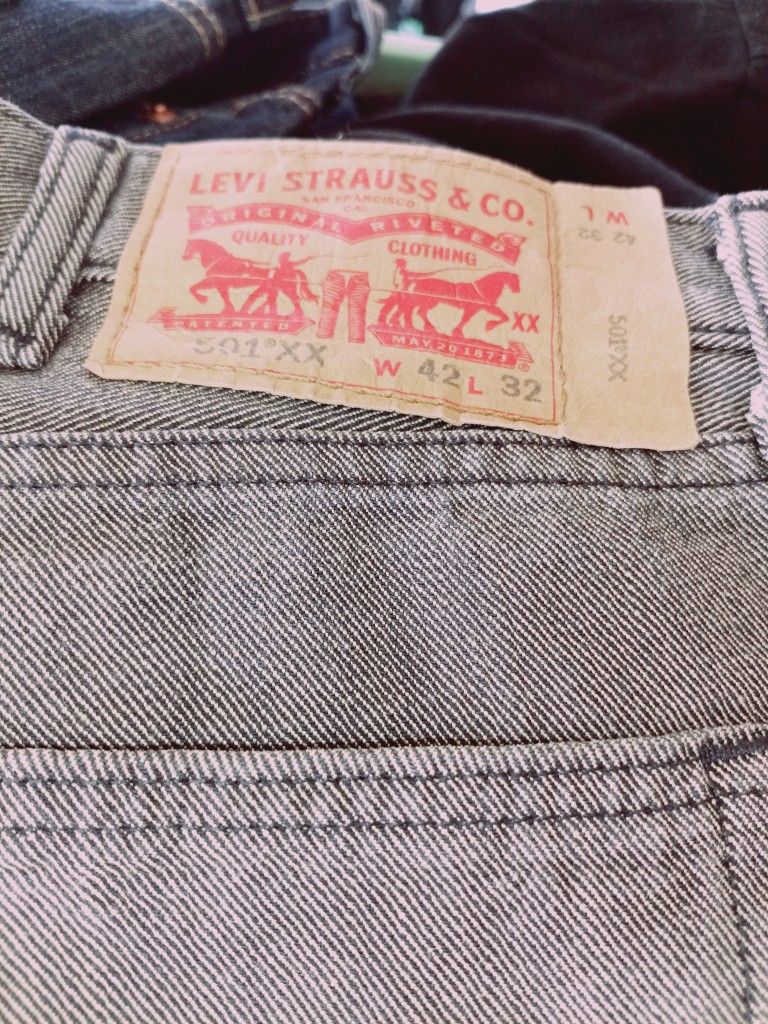 LEVI STRAUSS & CO.
SAN FRANCISCO
CAL.
ORIGINAL RIVETED
QUALITY CLOTHING
XX
PATENTED MAY 20 1873 ®
501®XX W 42 L 32
W L
42 32
501®XX